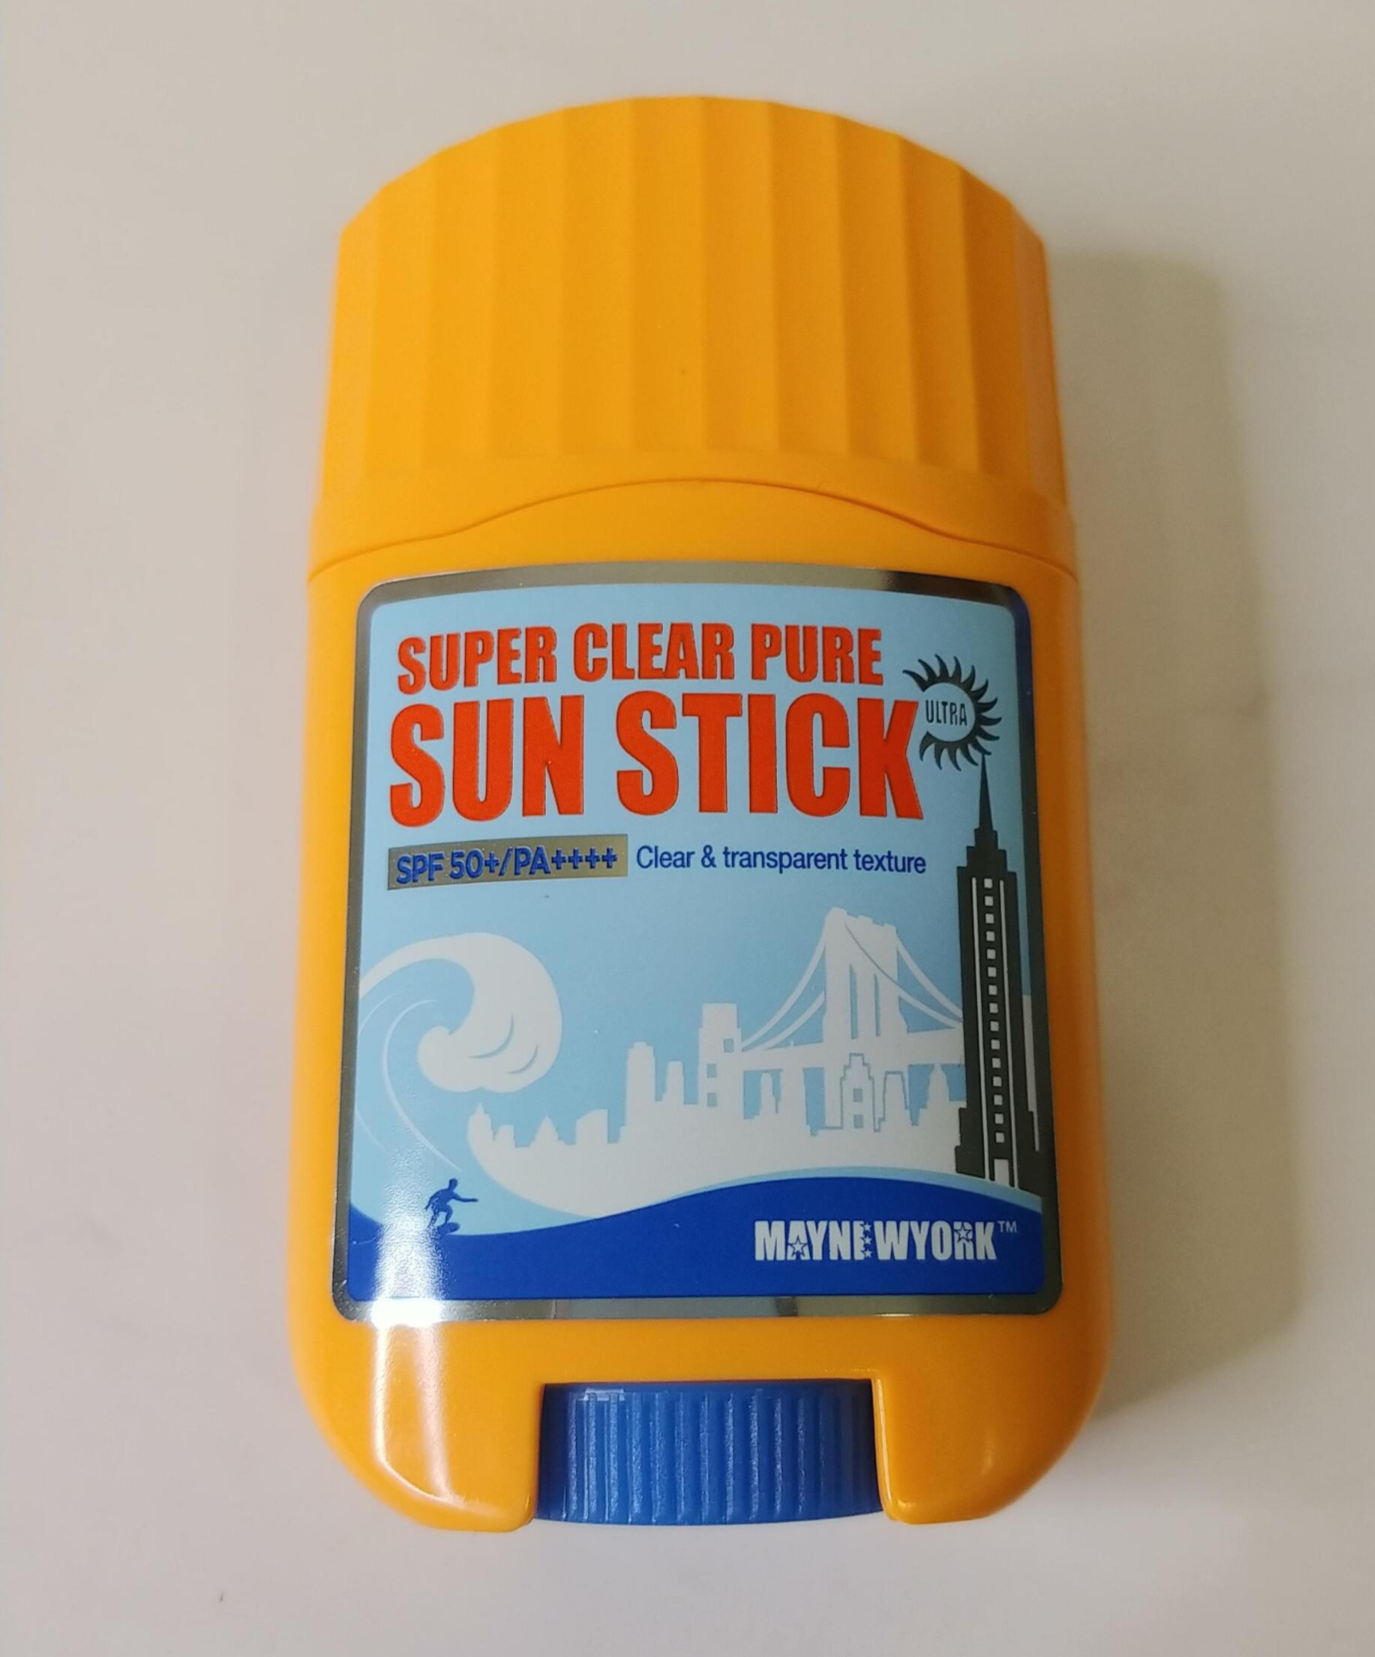 SUPER CLEAR PURE
SUN STICK
ULTRA
SPF 50+/PA++++ Clear & transparent texture
MAYNEWYORK™